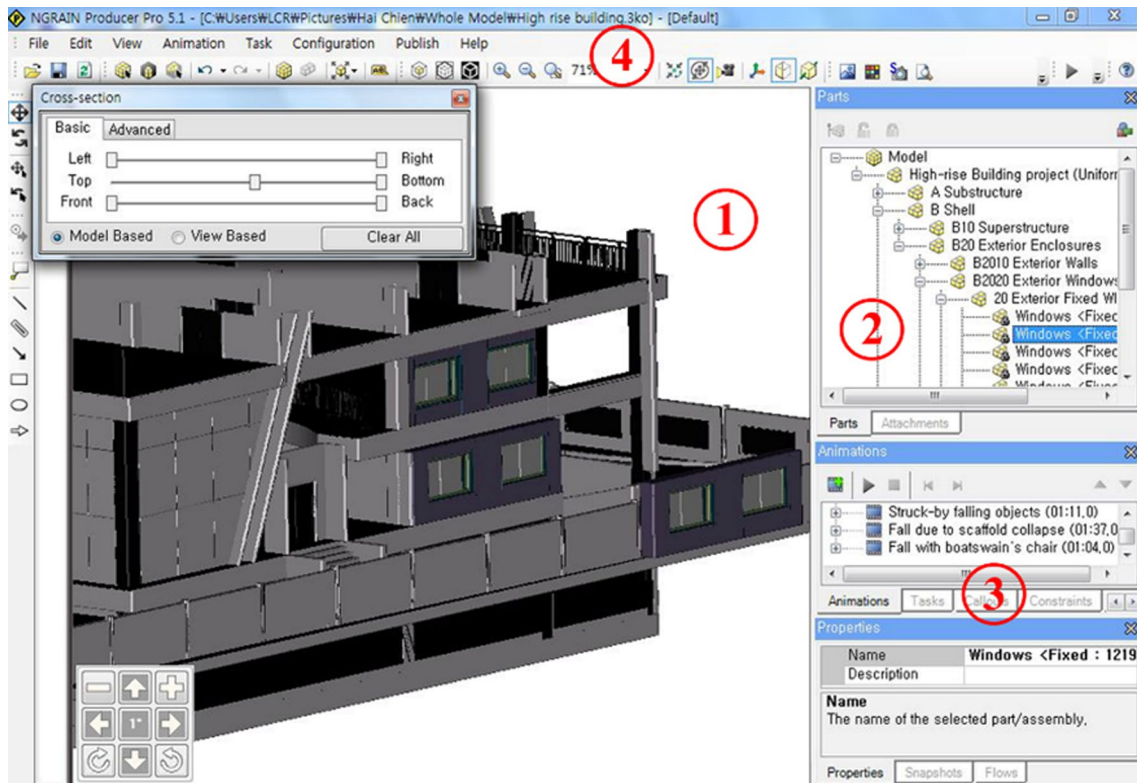 NGRAIN Producer Pro 5.1 - [C:₩Users₩LCR₩Pictures₩Hai Chien₩Whole Model₩High rise building.3ko] - [Default]
File Edit View Animation Task Configuration Publish Help
4
71%
Cross-section
Basic Advanced
Left Right
Top Bottom
Front Back
Model Based View Based Clear All
1
1°
Parts
Model
High-rise Building project (Uniforr
A Substructure
B Shell
B10 Superstructure
B20 Exterior Enclosures
B2010 Exterior Walls
B2020 Exterior Windows
20 Exterior Fixed WI
2
Windows <Fixed
Windows <Fixed
Windows <Fixed
Windows <Fixed
Windows <Fixed
Parts Attachments
Animations
Struck-by falling objects (01:11,0)
Fall due to scaffold collapse (01:37,0
Fall with boatswain's chair (01:04,0)
3
Animations Tasks Callouts Constraints
Properties
Name Windows <Fixed : 1219
Description
Name
The name of the selected part/assembly,
Properties Snapshots Flows